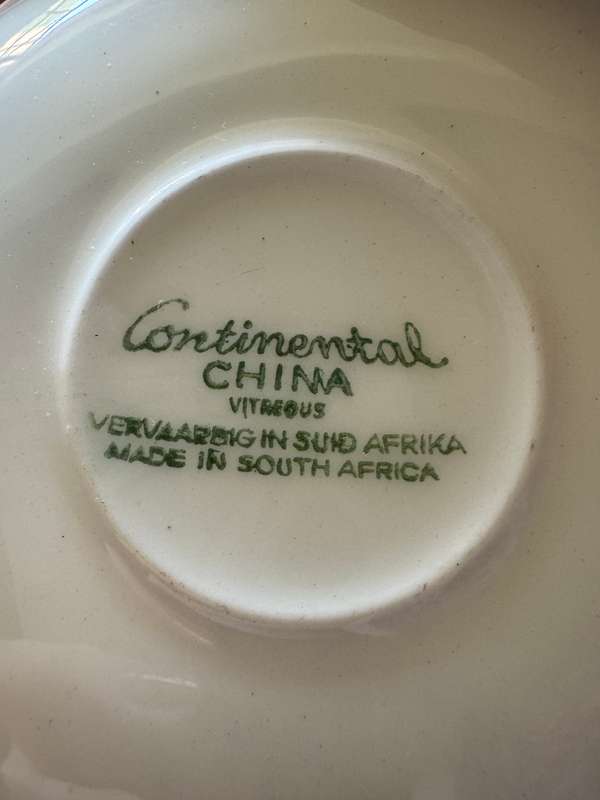 Continental
CHINA
VITREOUS
VERVAARDIG IN SUID AFRIKA
MADE IN SOUTH AFRICA